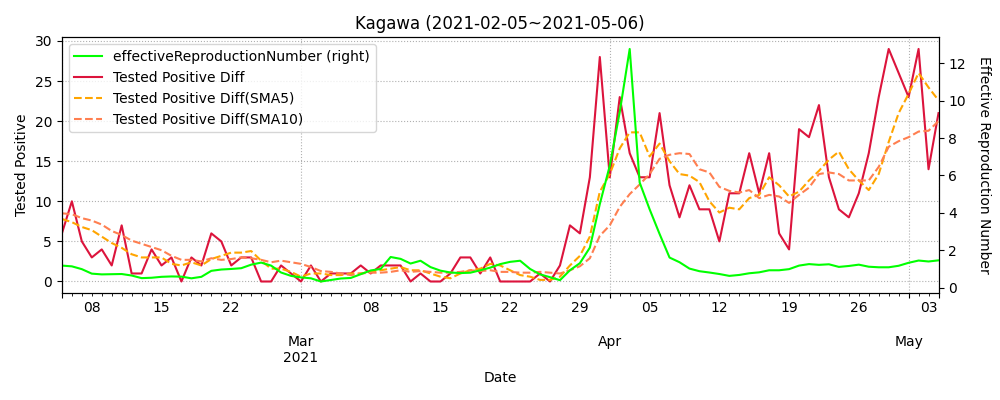 Kagawa (2021-02-05~2021-05-06)
effectiveReproductionNumber (right)
Tested Positive Diff
Tested Positive Diff(SMA5)
Tested Positive Diff(SMA10)
Tested Positive
30
25
20
15
10
5
0
12
10
8
6
4
2
0
Effective Reproduction Number
08 15 22 08 15 22 29 05 12 19 26 03
Mar Apr May
2021
Date